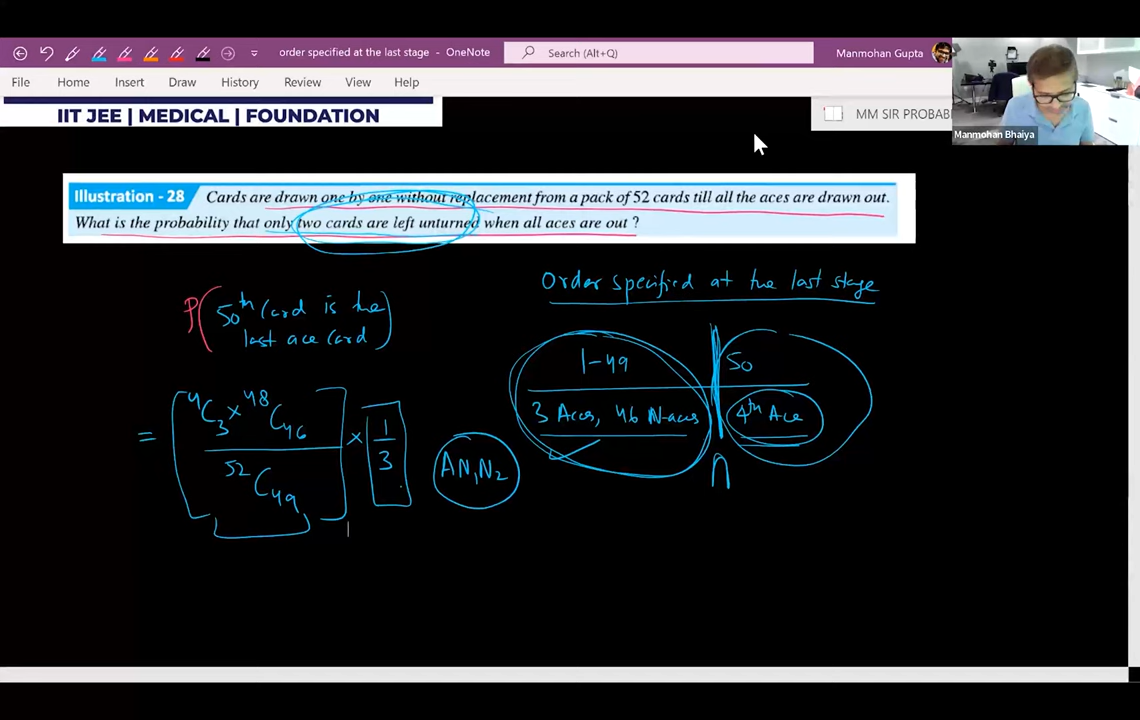 order specified at the last stage - OneNote
Search (Alt+Q)
Manmohan Gupta
File Home Insert Draw History Review View Help
IIT JEE | MEDICAL | FOUNDATION
MM SIR PROBABI
Manmohan Bhaiya
Illustration - 28 Cards are drawn one by one without replacement from a pack of 52 cards till all the aces are drawn out.
What is the probability that only two cards are left unturned when all aces are out ?
Order specified at the last stage
P( 50th Card is the
last ace card )
1-49 | 50
3 Aces, 46 N-aces | 4th Ace
n
= [ ⁴C₃ × ⁴⁸C₄₆ / ⁵²C₄₉ ] × 1/3
AN₁N₂